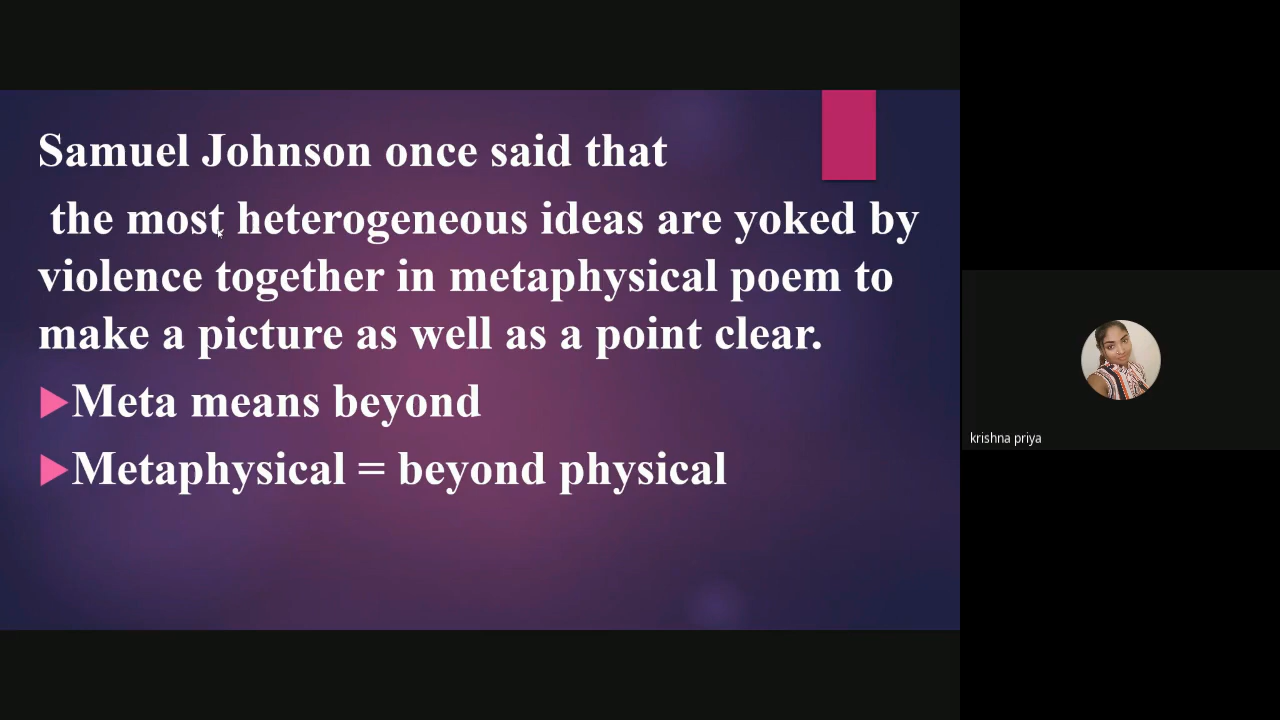 Samuel Johnson once said that
the most heterogeneous ideas are yoked by
violence together in metaphysical poem to
make a picture as well as a point clear.
Meta means beyond
Metaphysical = beyond physical
krishna priya